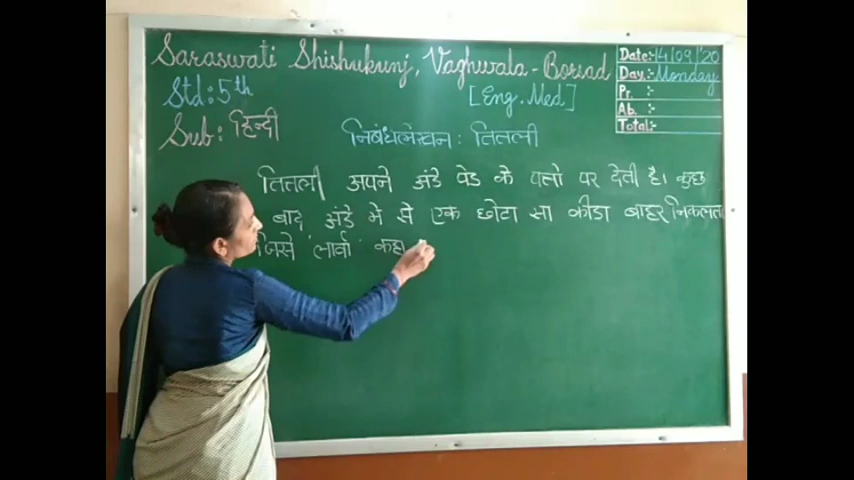 Saraswati Shishukunj, Vaghwala - Borsad
Date:- 14/09/'20
Day:- Monday
Std: 5th
[Eng. Med.]
Pr. :-
Ab. :-
Total:-
Sub: हिन्दी
निबंधलेखन : तितली
तितली अपने अंडे पेड के पत्तो पर देती है। कुछ
बाद अंडे मे से एक छोटा सा कीडा बाहर निकलता
जिसे 'लार्वा' कहा